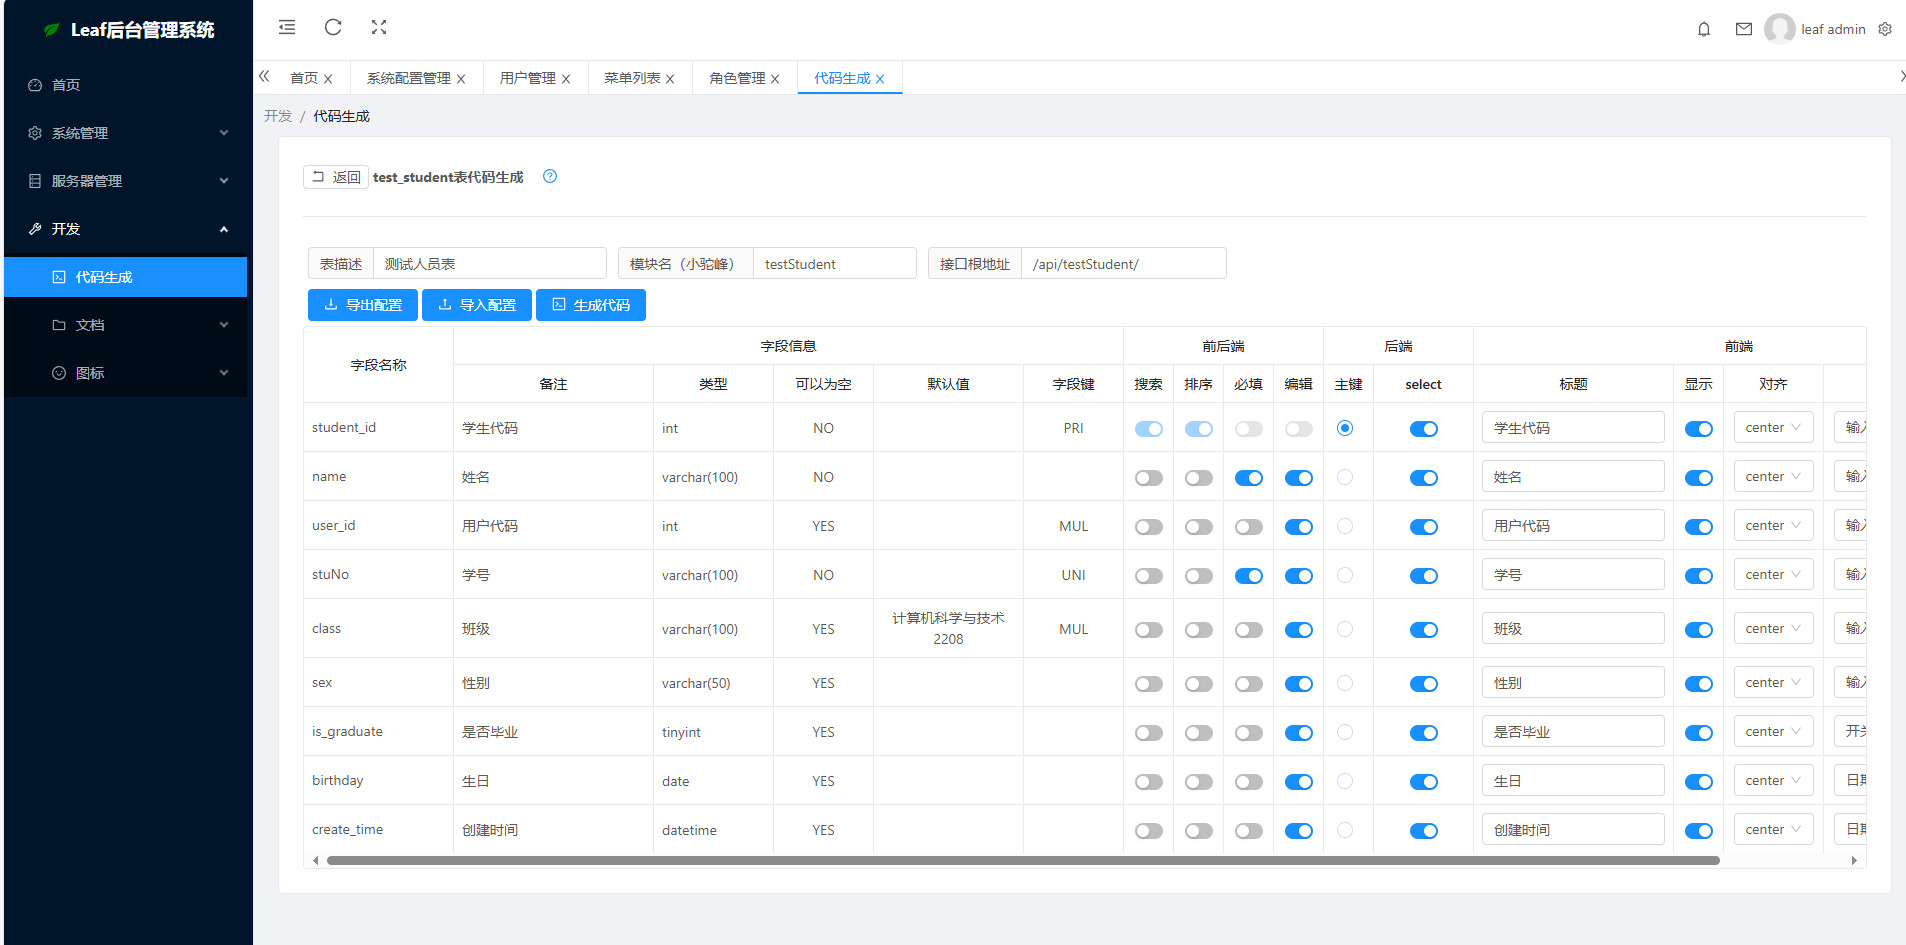 Leaf后台管理系统
leaf admin
首页
系统管理
服务器管理
开发
代码生成
文档
图标
首页 系统配置管理 用户管理 菜单列表 角色管理 代码生成
开发 / 代码生成
返回 test_student表代码生成
表描述 测试人员表 模块名（小驼峰） testStudent 接口根地址 /api/testStudent/
导出配置 导入配置 生成代码
字段名称 字段信息 前后端 后端 前端
备注 类型 可以为空 默认值 字段键 搜索 排序 必填 编辑 主键 select 标题 显示 对齐
student_id 学生代码 int NO PRI 学生代码 center 输入
name 姓名 varchar(100) NO 姓名 center 输入
user_id 用户代码 int YES MUL 用户代码 center 输入
stuNo 学号 varchar(100) NO UNI 学号 center 输入
class 班级 varchar(100) YES 计算机科学与技术 MUL 班级 center 输入
2208
sex 性别 varchar(50) YES 性别 center 输入
is_graduate 是否毕业 tinyint YES 是否毕业 center 开关
birthday 生日 date YES 生日 center 日期
create_time 创建时间 datetime YES 创建时间 center 日期